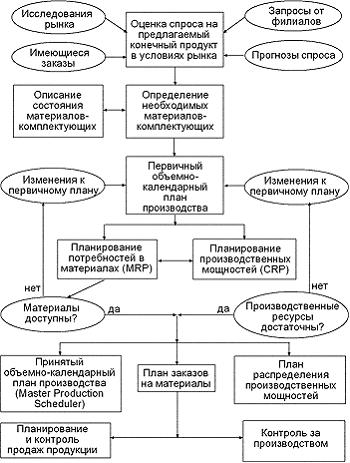 Исследования
рынка
Запросы от
филиалов
Оценка спроса на
предлагаемый
конечный продукт
в условиях рынка
Имеющиеся
заказы
Прогнозы спроса
Описание
состояния
материалов-
комплектующих
Определение
необходимых
материалов-
комплектующих
Изменения к
первичному плану
Первичный
объемно-
календарный
план
производства
Изменения к
первичному плану
Планирование
потребностей в
материалах (MRP)
Планирование
производственных
мощностей (CRP)
нет
нет
Материалы
доступны?
да
да
Производственные
ресурсы
достаточны?
Принятый
объемно-календарный
план производства
(Master Production
Scheduler)
План заказов
на материалы
План
распределения
производственных
мощностей
Планирование
и контроль
продаж продукции
Контроль за
производством